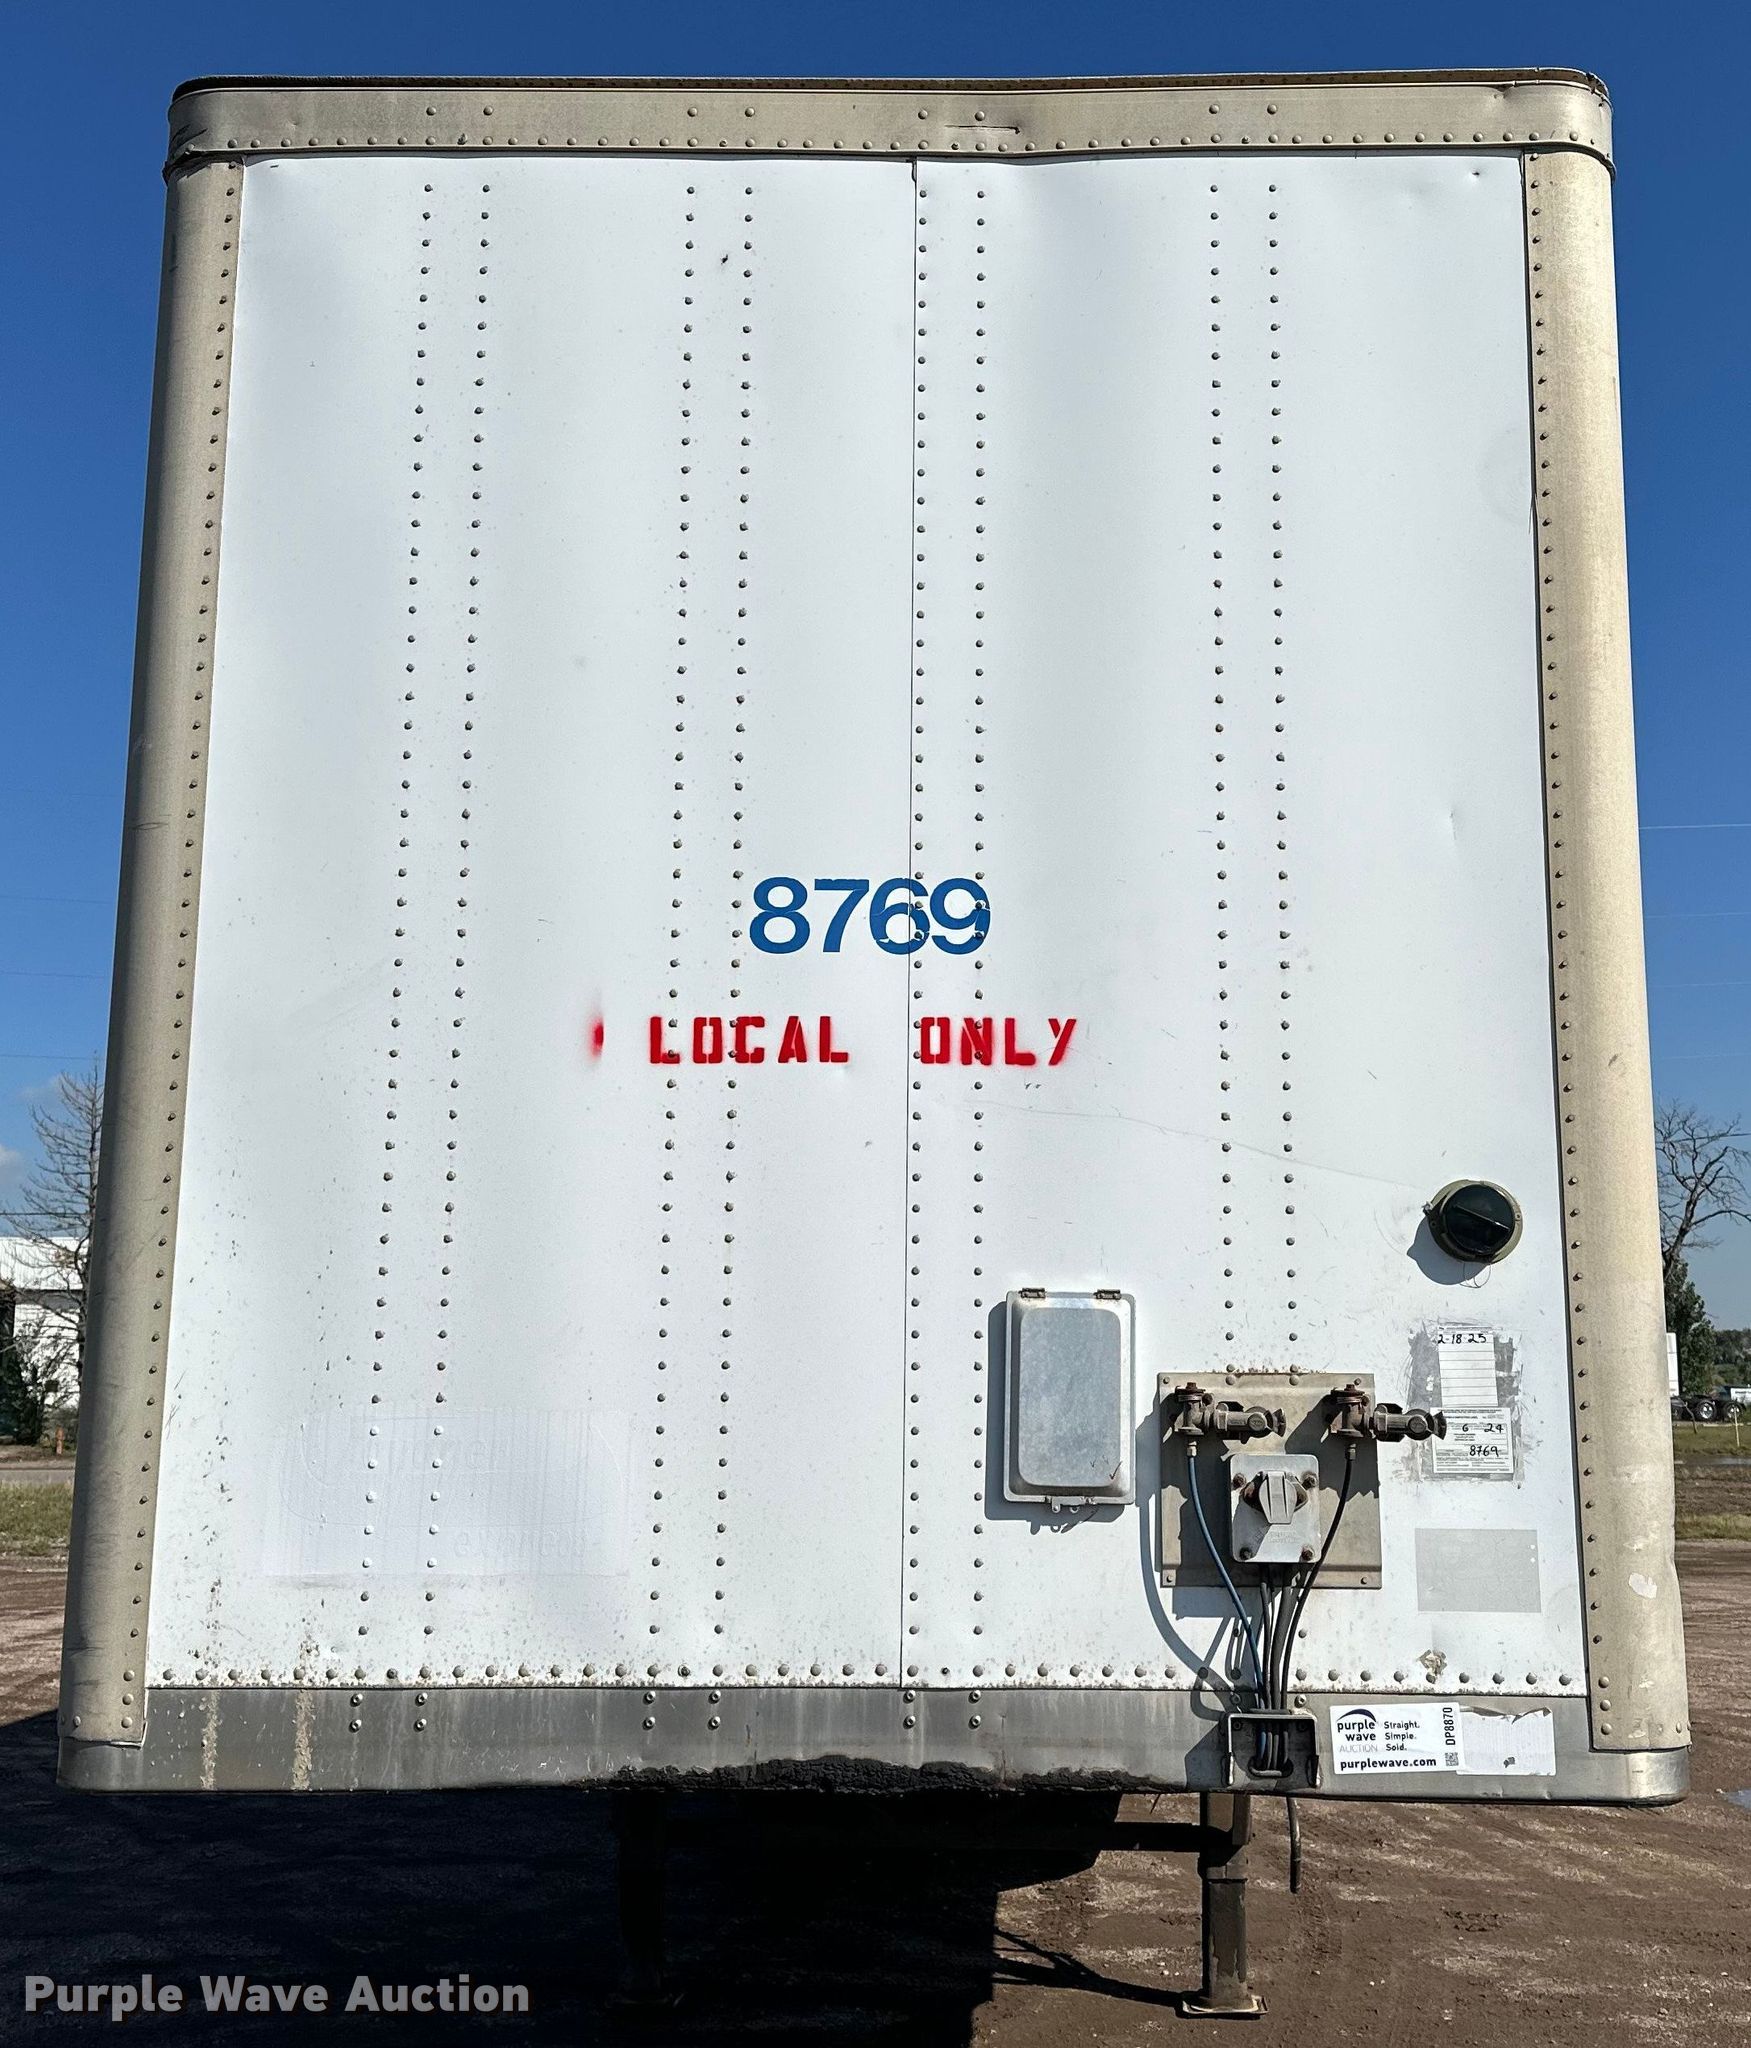 8769
LOCAL ONLY
2-18-25
6 24
8769
purple wave AUCTION
Straight. Simple. Sold.
DP8870
purplewave.com
Purple Wave Auction